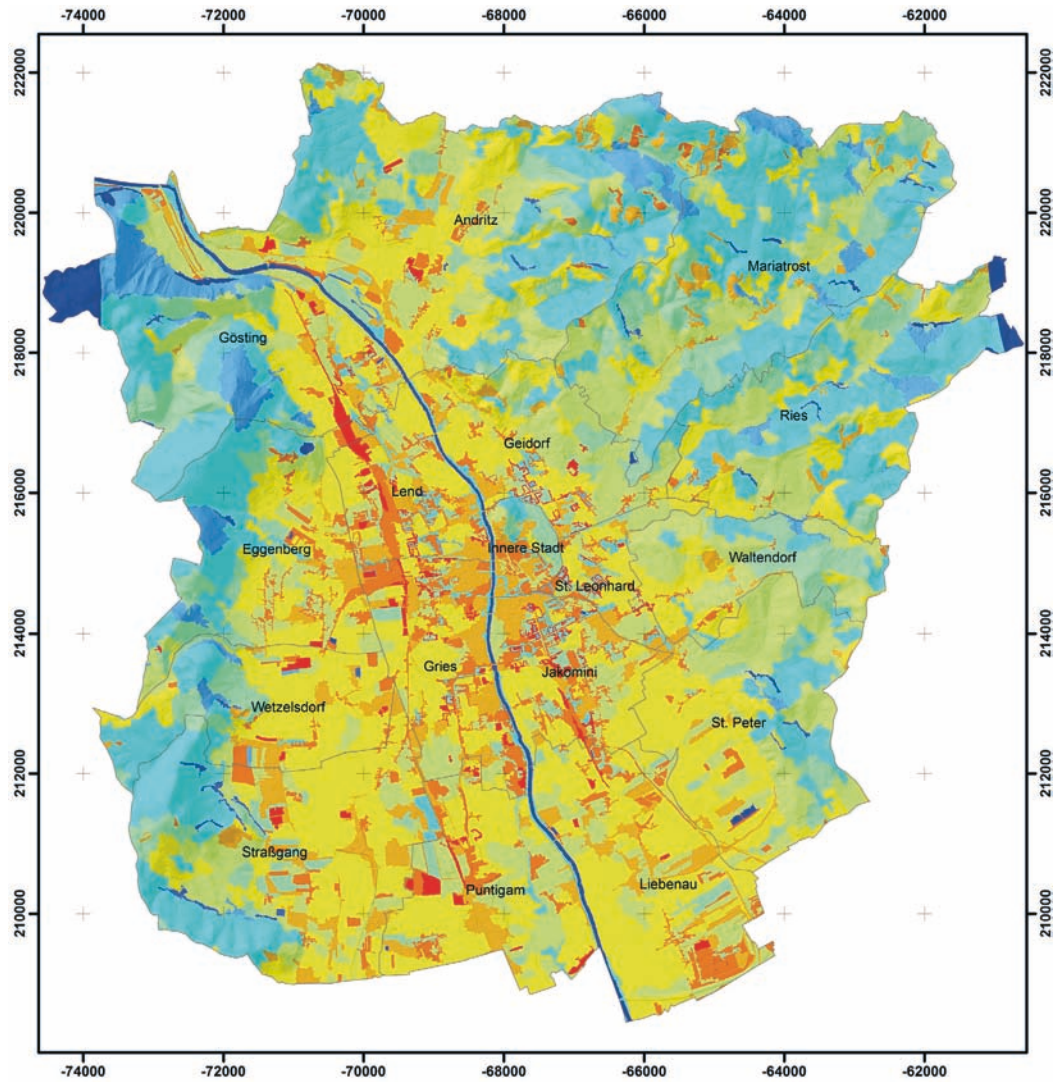 -74000 -72000 -70000 -68000 -66000 -64000 -62000
222000 222000
220000 220000
Andritz
Mariatrost
218000 218000
Gösting
Ries
Geidorf
216000 216000
Lend
Innere Stadt
Eggenberg
Waltendorf
St. Leonhard
214000 214000
Gries
Jakomini
Wetzelsdorf
St. Peter
212000 212000
Straßgang
Liebenau
Puntigam
210000 210000
-74000 -72000 -70000 -68000 -66000 -64000 -62000